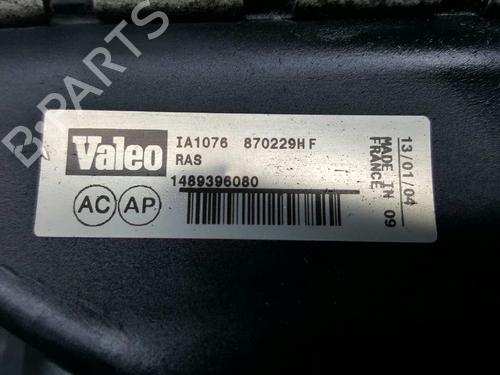 B-PARTS
Valeo
IA1076 870229H F
RAS
1489396080
AC AP
13/01/04
MADE IN 09
FRANCE